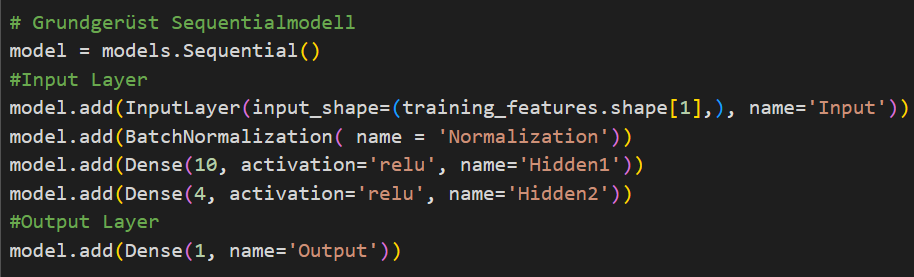 # Grundgerüst Sequentialmodell
model = models.Sequential()
#Input Layer
model.add(InputLayer(input_shape=(training_features.shape[1],), name='Input'))
model.add(BatchNormalization( name = 'Normalization'))
model.add(Dense(10, activation='relu', name='Hidden1'))
model.add(Dense(4, activation='relu', name='Hidden2'))
#Output Layer
model.add(Dense(1, name='Output'))